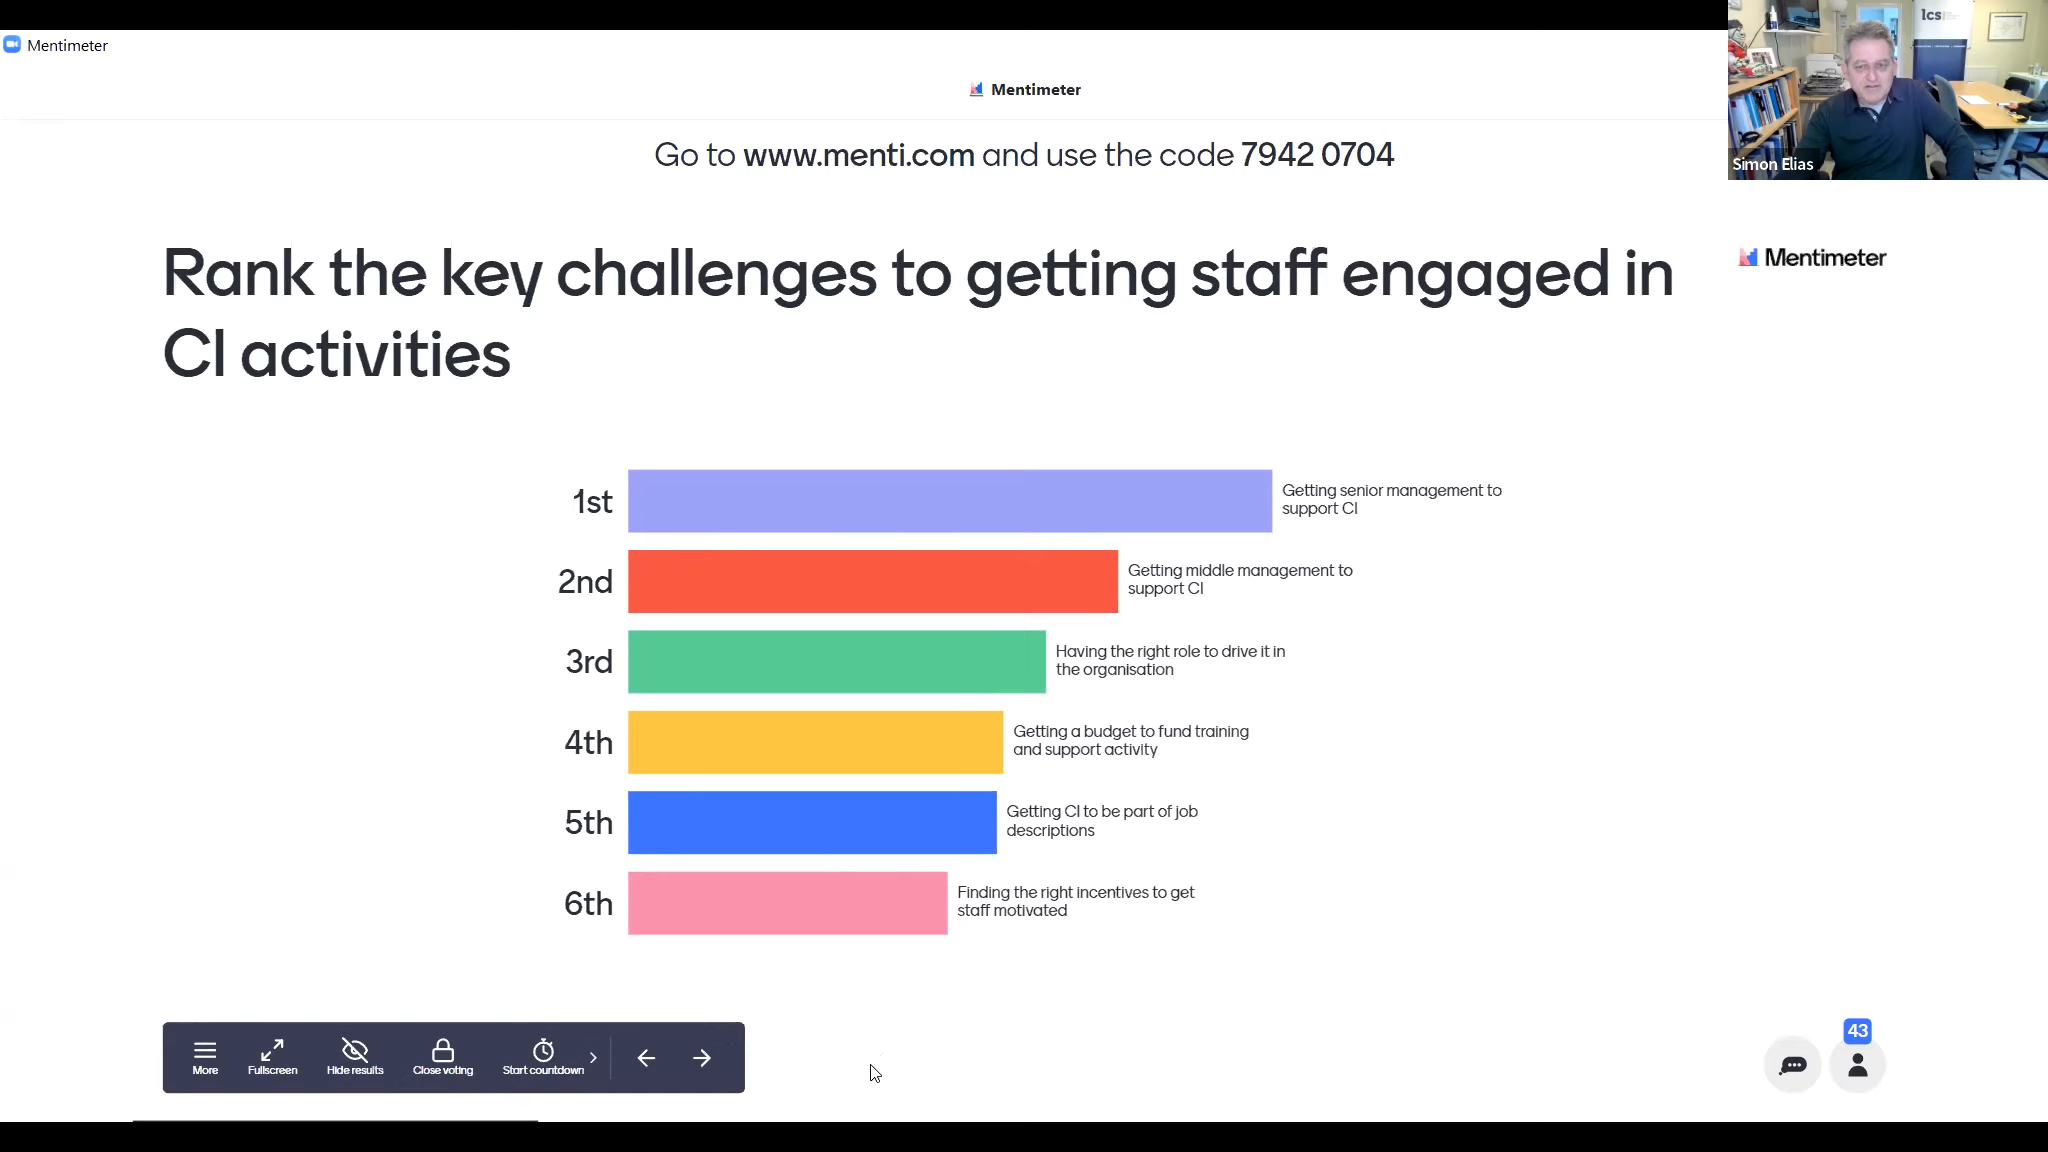 Mentimeter
Mentimeter
Go to www.menti.com and use the code 7942 0704
lcs
Simon Elias
Rank the key challenges to getting staff engaged in
CI activities
Mentimeter
1st
Getting senior management to
support CI
2nd
Getting middle management to
support CI
3rd
Having the right role to drive it in
the organisation
4th
Getting a budget to fund training
and support activity
5th
Getting CI to be part of job
descriptions
6th
Finding the right incentives to get
staff motivated
More
Fullscreen
Hide results
Close voting
Start countdown
43